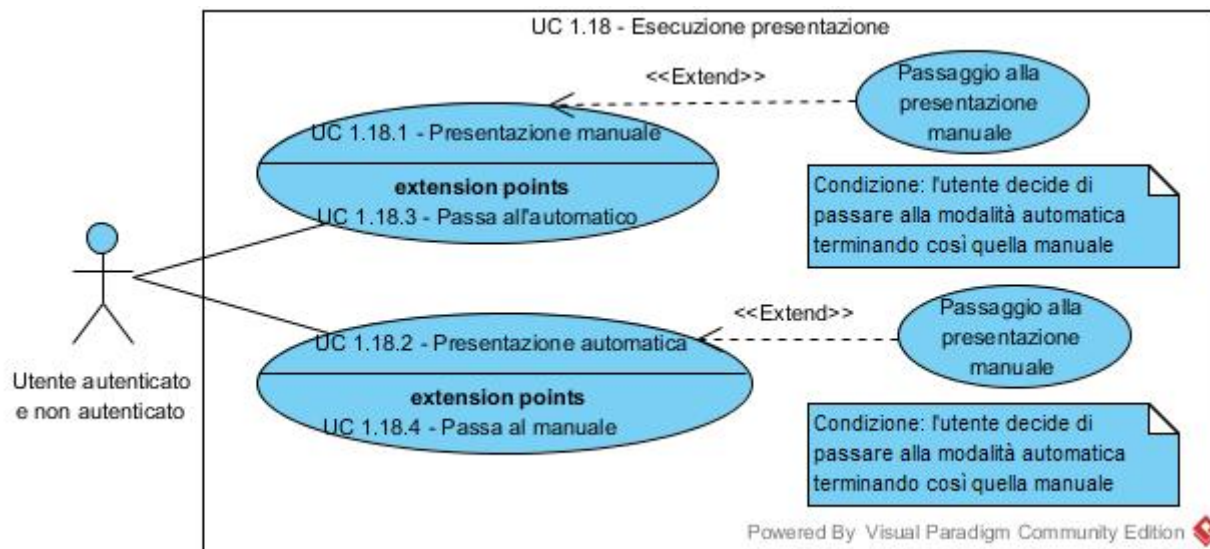 UC 1.18 - Esecuzione presentazione
<<Extend>>
Passaggio alla
presentazione
manuale
UC 1.18.1 - Presentazione manuale
extension points
UC 1.18.3 - Passa all'automatico
Condizione: l'utente decide di
passare alla modalità automatica
terminando così quella manuale
<<Extend>>
Passaggio alla
presentazione
manuale
UC 1.18.2 - Presentazione automatica
extension points
UC 1.18.4 - Passa al manuale
Utente autenticato
e non autenticato
Condizione: l'utente decide di
passare alla modalità automatica
terminando così quella manuale
Powered By Visual Paradigm Community Edition